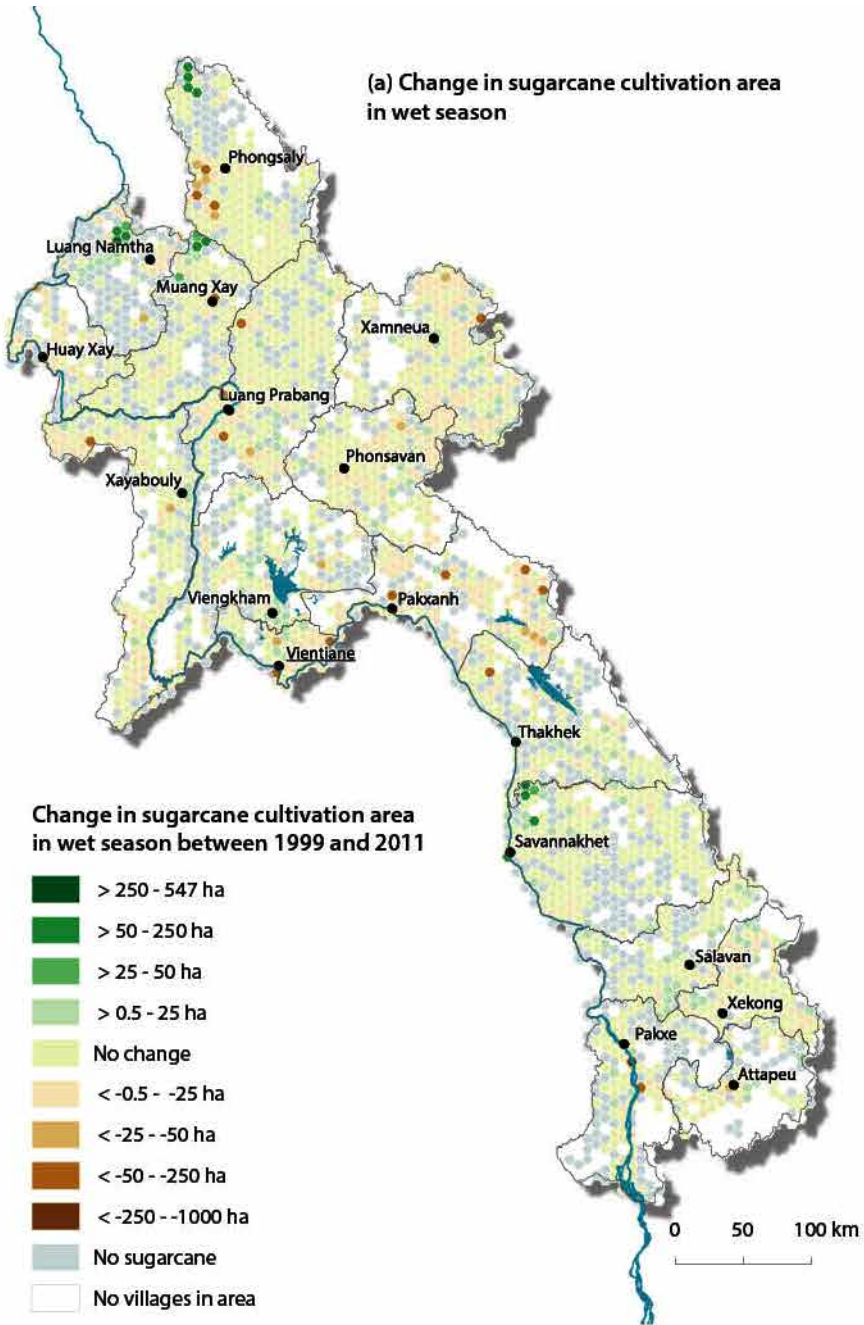 (a) Change in sugarcane cultivation area
in wet season
Phongsaly
Luang Namtha
Muang Xay
Xamneua
Huay Xay
Luang Prabang
Phonsavan
Xayabouly
Viengkham
Pakxanh
Vientiane
Thakhek
Savannakhet
Salavan
Xekong
Pakxe
Attapeu
Change in sugarcane cultivation area
in wet season between 1999 and 2011
> 250 - 547 ha
> 50 - 250 ha
> 25 - 50 ha
> 0.5 - 25 ha
No change
< -0.5 - -25 ha
< -25 - -50 ha
< -50 - -250 ha
< -250 - -1000 ha
No sugarcane
No villages in area
0 50 100 km